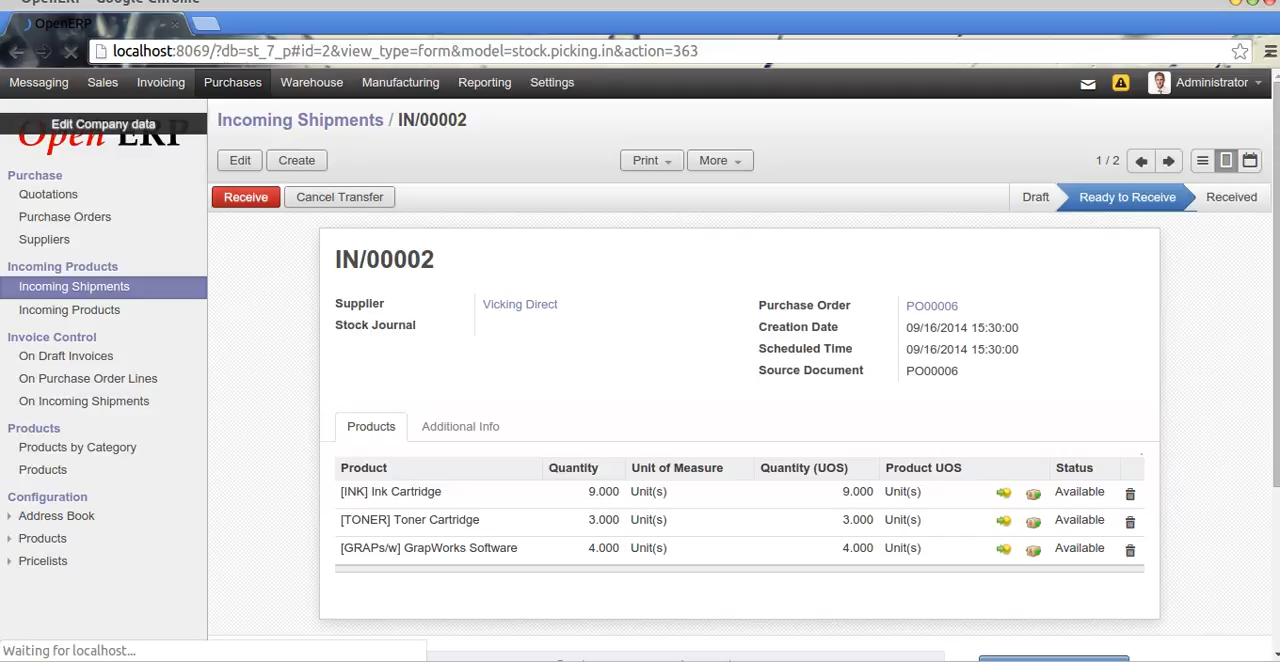 OpenERP - Google Chrome
OpenERP
localhost:8069/?db=st_7_p#id=2&view_type=form&model=stock.picking.in&action=363
Messaging Sales Invoicing Purchases Warehouse Manufacturing Reporting Settings Administrator
Edit Company data
Open ERP
Purchase
Quotations
Purchase Orders
Suppliers
Incoming Products
Incoming Shipments
Incoming Products
Invoice Control
On Draft Invoices
On Purchase Order Lines
On Incoming Shipments
Products
Products by Category
Products
Configuration
Address Book
Products
Pricelists
Incoming Shipments / IN/00002
Edit Create Print More 1 / 2
Receive Cancel Transfer Draft Ready to Receive Received
IN/00002
Supplier Vicking Direct
Stock Journal
Purchase Order PO00006
Creation Date 09/16/2014 15:30:00
Scheduled Time 09/16/2014 15:30:00
Source Document PO00006
Products Additional Info
Product Quantity Unit of Measure Quantity (UOS) Product UOS Status
[INK] Ink Cartridge 9.000 Unit(s) 9.000 Unit(s) Available
[TONER] Toner Cartridge 3.000 Unit(s) 3.000 Unit(s) Available
[GRAPs/w] GrapWorks Software 4.000 Unit(s) 4.000 Unit(s) Available
Waiting for localhost...